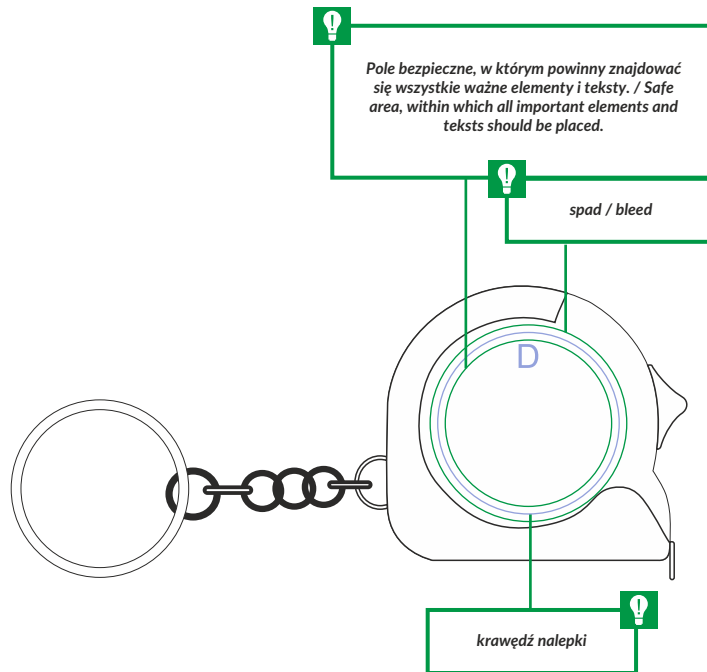 Pole bezpieczne, w którym powinny znajdować
się wszystkie ważne elementy i teksty. / Safe
area, within which all important elements and
teksts should be placed.
spad / bleed
D
krawędź nalepki